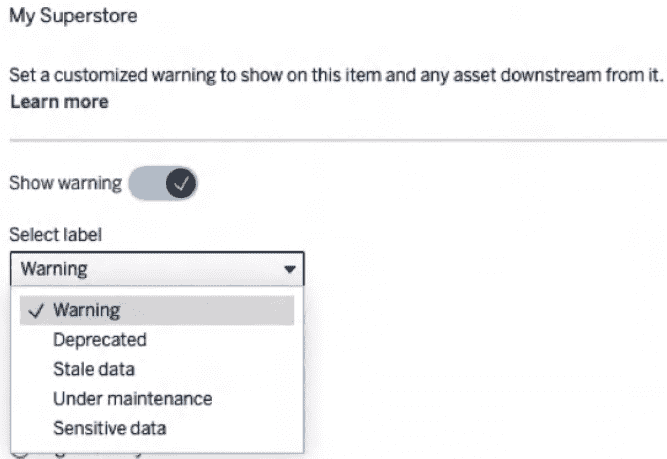 My Superstore
Set a customized warning to show on this item and any asset downstream from it.
Learn more
Show warning
Select label
Warning
Warning
Deprecated
Stale data
Under maintenance
Sensitive data